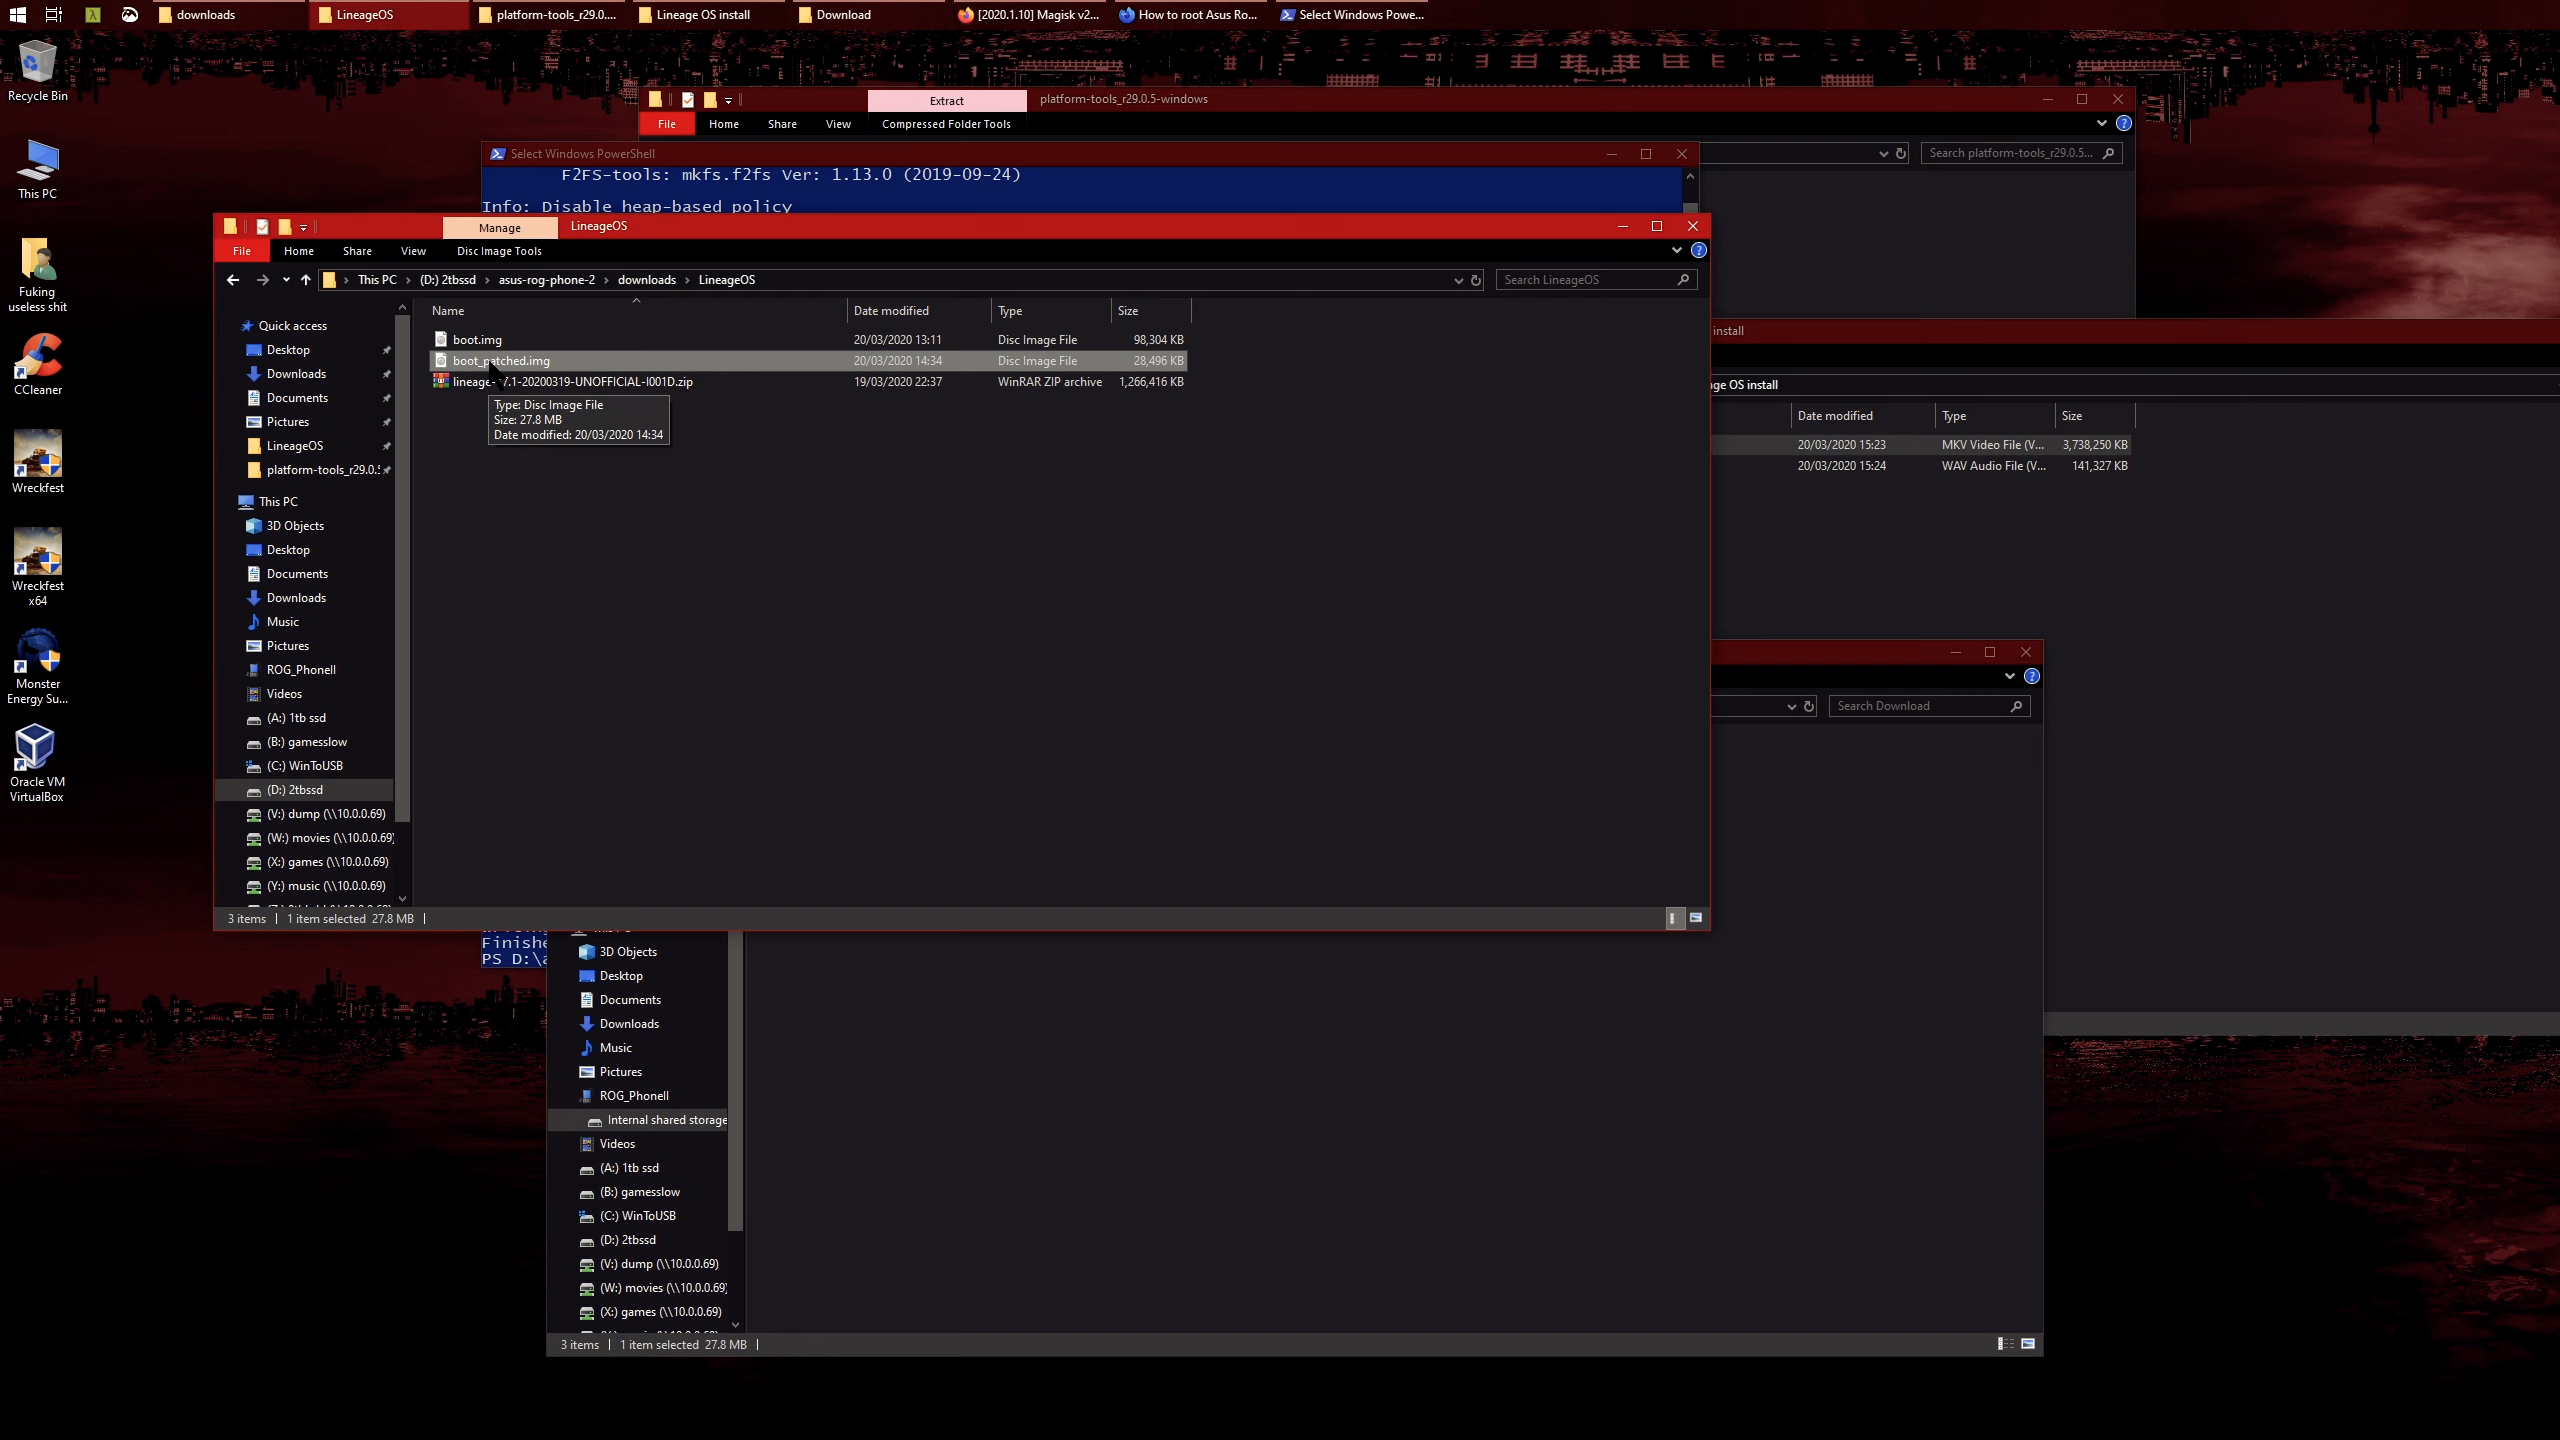 downloads
LineageOS
platform-tools_r29.0....
Lineage OS install
Download
[2020.1.10] Magisk v2...
How to root Asus Ro...
Select Windows Powe...
Recycle Bin
This PC
Fuking
useless shit
CCleaner
Wreckfest
Wreckfest
x64
Monster
Energy Su...
Oracle VM
VirtualBox
Extract
platform-tools_r29.0.5-windows
File
Home
Share
View
Compressed Folder Tools
Search platform-tools_r29.0.5...
Select Windows PowerShell
F2FS-tools: mkfs.f2fs Ver: 1.13.0 (2019-09-24)
Info: Disable heap-based policy
Manage
LineageOS
File
Home
Share
View
Disc Image Tools
This PC
(D:) 2tbssd
asus-rog-phone-2
downloads
LineageOS
Search LineageOS
Name
Date modified
Type
Size
boot.img
20/03/2020 13:11
Disc Image File
98,304 KB
boot_patched.img
20/03/2020 14:34
Disc Image File
28,496 KB
20200319-UNOFFICIAL-I001D.zip
19/03/2020 22:37
WinRAR ZIP archive
1,266,416 KB
Type: Disc Image File
Size: 27.8 MB
Date modified: 20/03/2020 14:34
Quick access
Desktop
Downloads
Documents
Pictures
LineageOS
platform-tools_r29.0.
This PC
3D Objects
Desktop
Documents
Downloads
Music
Pictures
ROG_PhoneII
Videos
(A:) 1tb ssd
(B:) gamesslow
(C:) WinToUSB
(D:) 2tbssd
(V:) dump (\\10.0.0.69)
(W:) movies (\\10.0.0.69)
(X:) games (\\10.0.0.69)
(Y:) music (\\10.0.0.69)
3 items
1 item selected 27.8 MB
install
ge OS install
Date modified
Type
Size
20/03/2020 15:23
MKV Video File (V...
3,738,250 KB
20/03/2020 15:24
WAV Audio File (V...
141,327 KB
Search Download
Finishe
PS D:\a
3D Objects
Desktop
Documents
Downloads
Music
Pictures
ROG_PhoneII
Internal shared storage
Videos
(A:) 1tb ssd
(B:) gamesslow
(C:) WinToUSB
(D:) 2tbssd
(V:) dump (\\10.0.0.69)
(W:) movies (\\10.0.0.69)
(X:) games (\\10.0.0.69)
3 items
1 item selected 27.8 MB